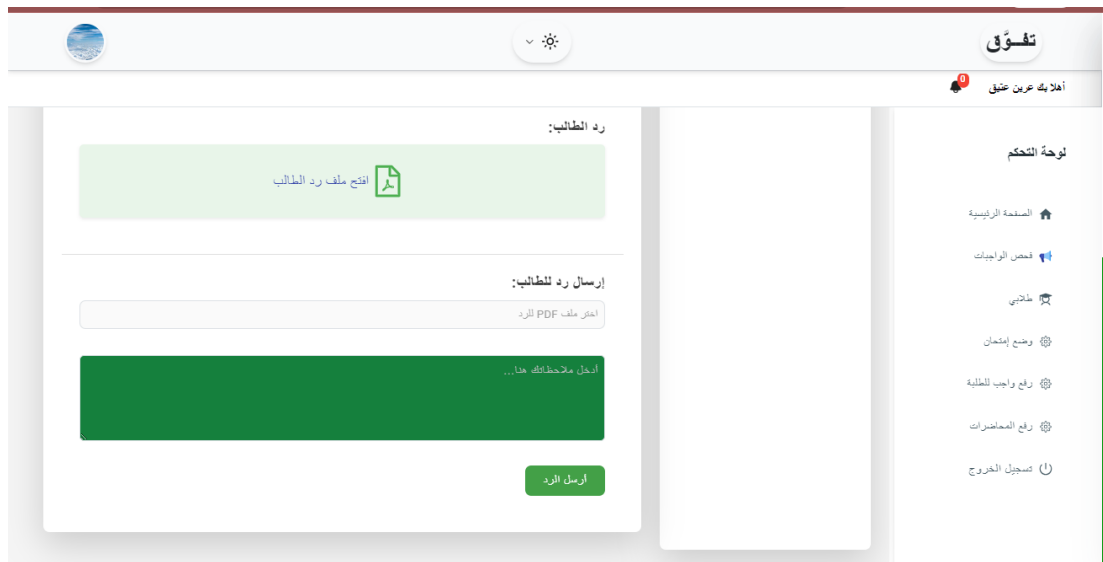 تفــوَّق
أهلا بك عرين عتيق
0
لوحة التحكم
الصفحة الرئيسية
فحص الواجبات
طلابي
وضع إمتحان
رفع واجب للطلبة
رفع المحاضرات
تسجيل الخروج
رد الطالب:
افتح ملف رد الطالب
إرسال رد للطالب:
اختر ملف PDF للرد
أدخل ملاحظاتك هنا...
أرسل الرد